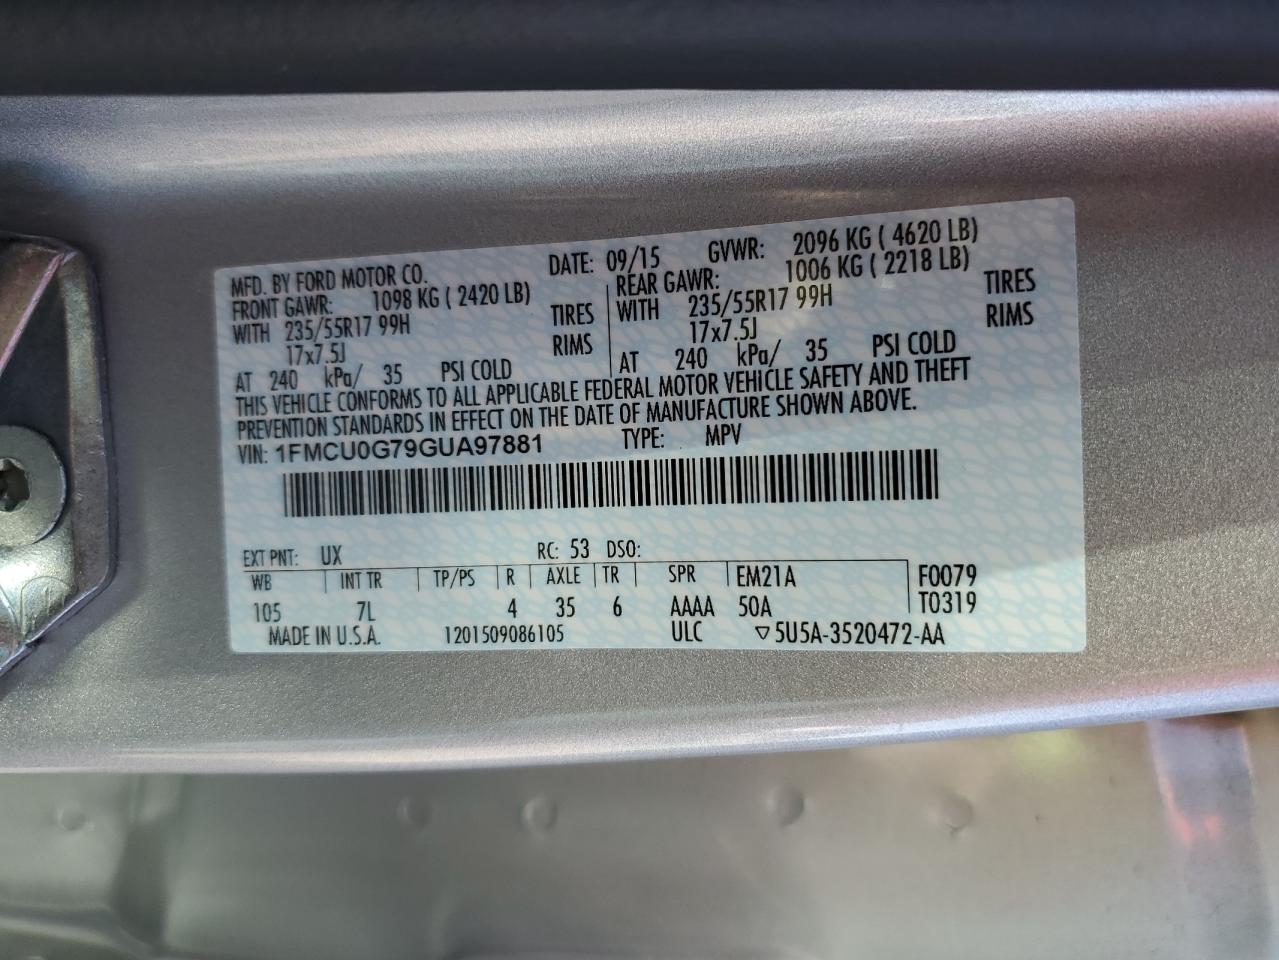 MFD. BY FORD MOTOR CO. DATE: 09/15 GVWR: 2096 KG ( 4620 LB)
FRONT GAWR: 1098 KG ( 2420 LB) REAR GAWR: 1006 KG ( 2218 LB)
WITH 235/55R17 99H TIRES WITH 235/55R17 99H TIRES
17x7.5J RIMS 17x7.5J RIMS
AT 240 kPa/ 35 PSI COLD AT 240 kPa/ 35 PSI COLD
THIS VEHICLE CONFORMS TO ALL APPLICABLE FEDERAL MOTOR VEHICLE SAFETY AND THEFT
PREVENTION STANDARDS IN EFFECT ON THE DATE OF MANUFACTURE SHOWN ABOVE.
VIN: 1FMCU0G79GUA97881 TYPE: MPV
EXT PNT: UX RC: 53 DSO:
WB INT TR TP/PS R AXLE TR SPR EM21A F0079
105 7L 4 35 6 AAAA 50A T0319
MADE IN U.S.A. 1201509086105 ULC ▽5U5A-3520472-AA